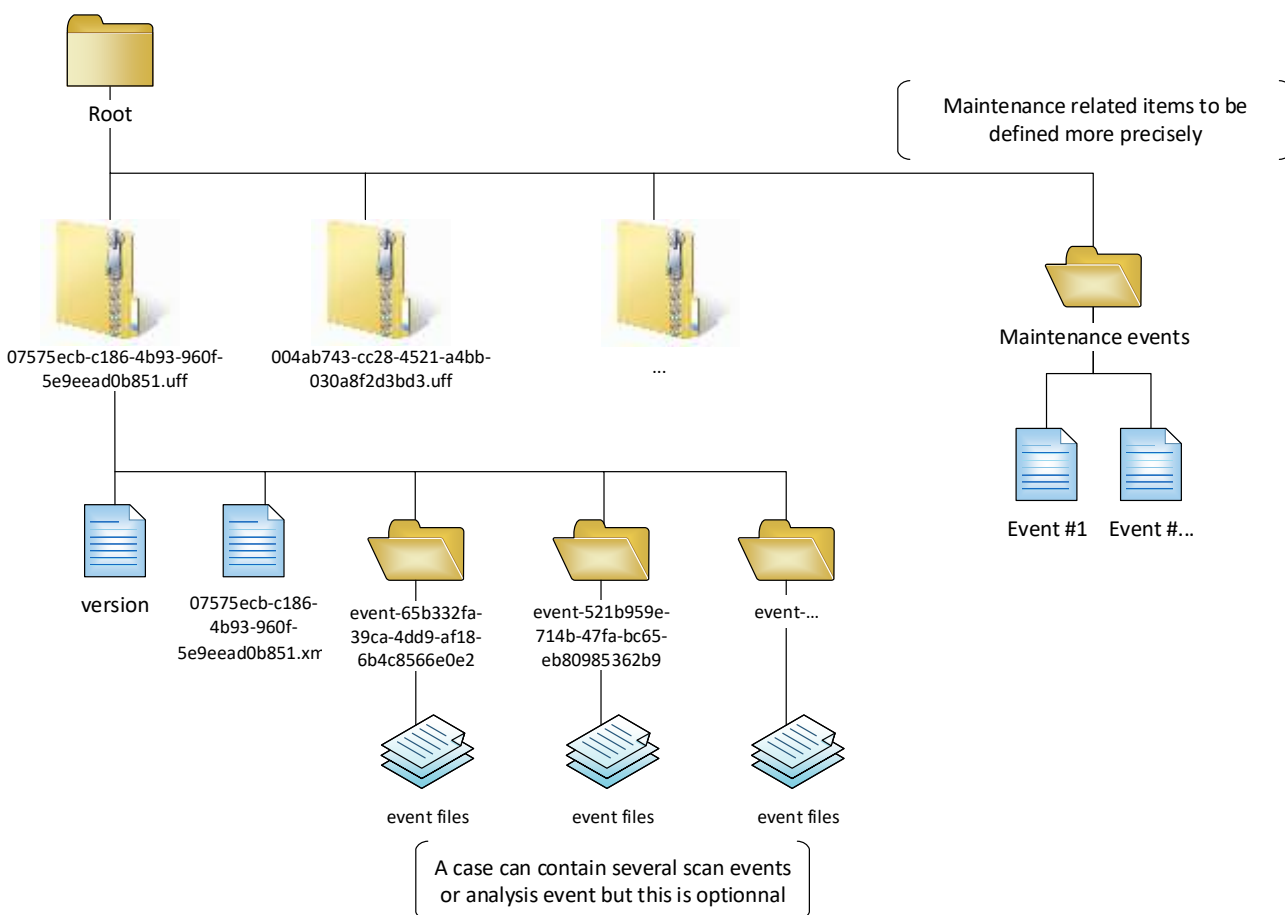 Root
Maintenance related items to be
defined more precisely
07575ecb-c186-4b93-960f-
5e9eead0b851.uff
004ab743-cc28-4521-a4bb-
030a8f2d3bd3.uff
...
Maintenance events
Event #1
Event #...
version
07575ecb-c186-
4b93-960f-
5e9eead0b851.xm
event-65b332fa-
39ca-4dd9-af18-
6b4c8566e0e2
event-521b959e-
714b-47fa-bc65-
eb80985362b9
event-...
event files
event files
event files
A case can contain several scan events
or analysis event but this is optionnal